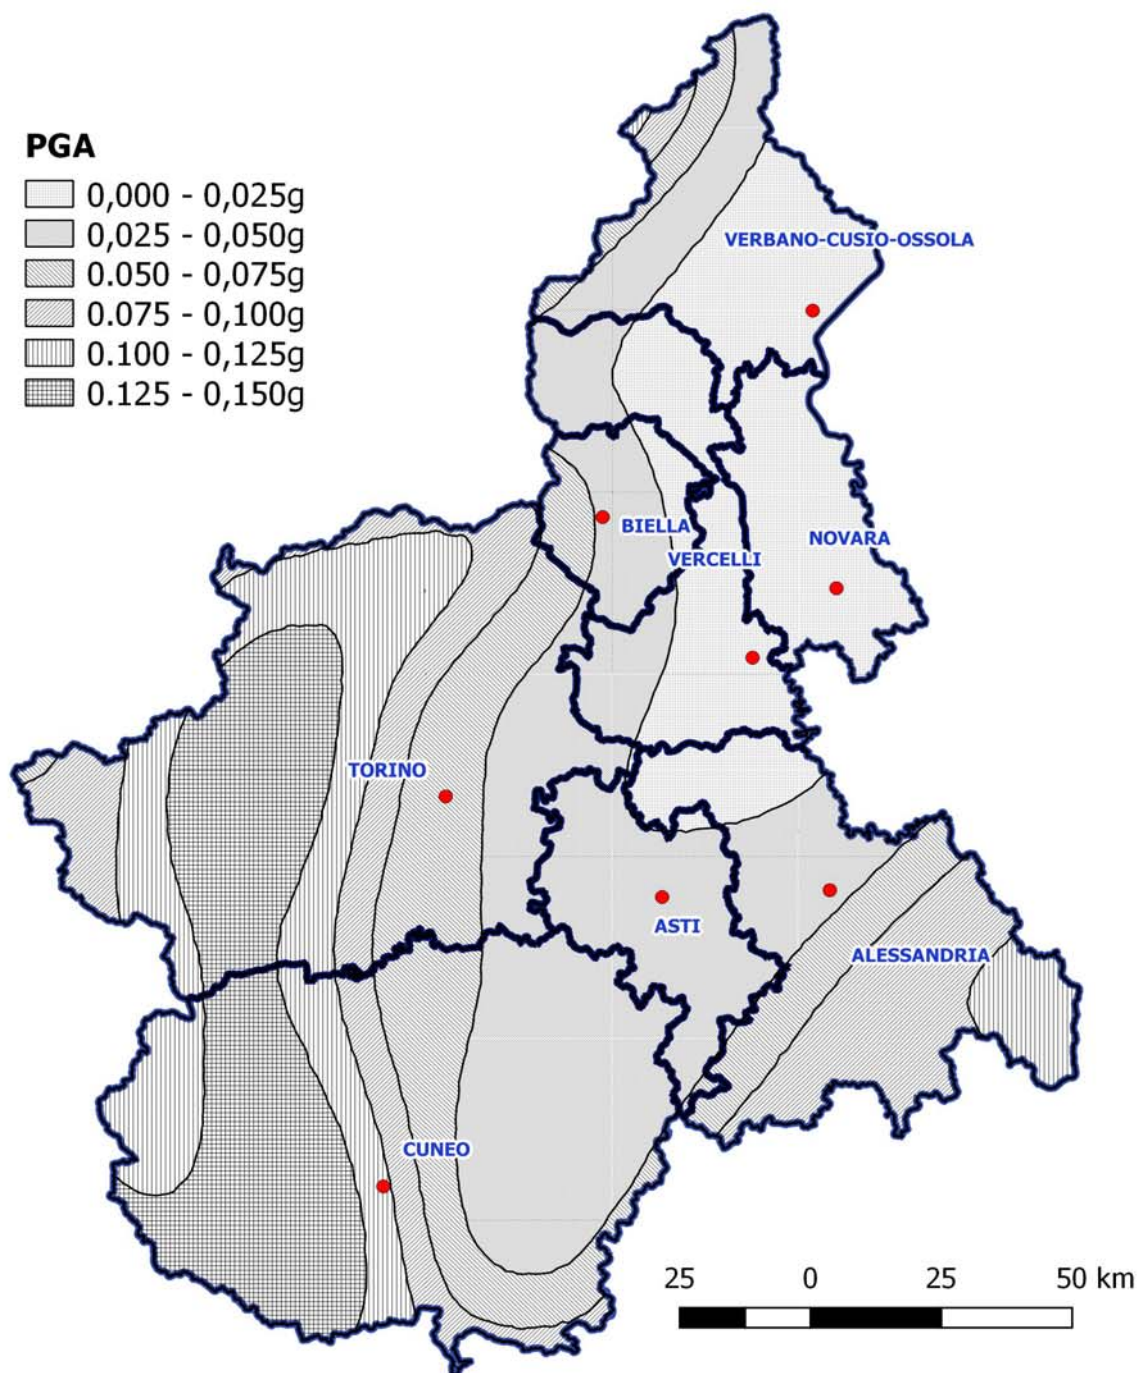 PGA
0,000 - 0,025g
0,025 - 0,050g
0.050 - 0,075g
0.075 - 0,100g
0.100 - 0,125g
0.125 - 0,150g
VERBANO-CUSIO-OSSOLA
BIELLA
NOVARA
VERCELLI
TORINO
ASTI
ALESSANDRIA
CUNEO
25 0 25 50 km